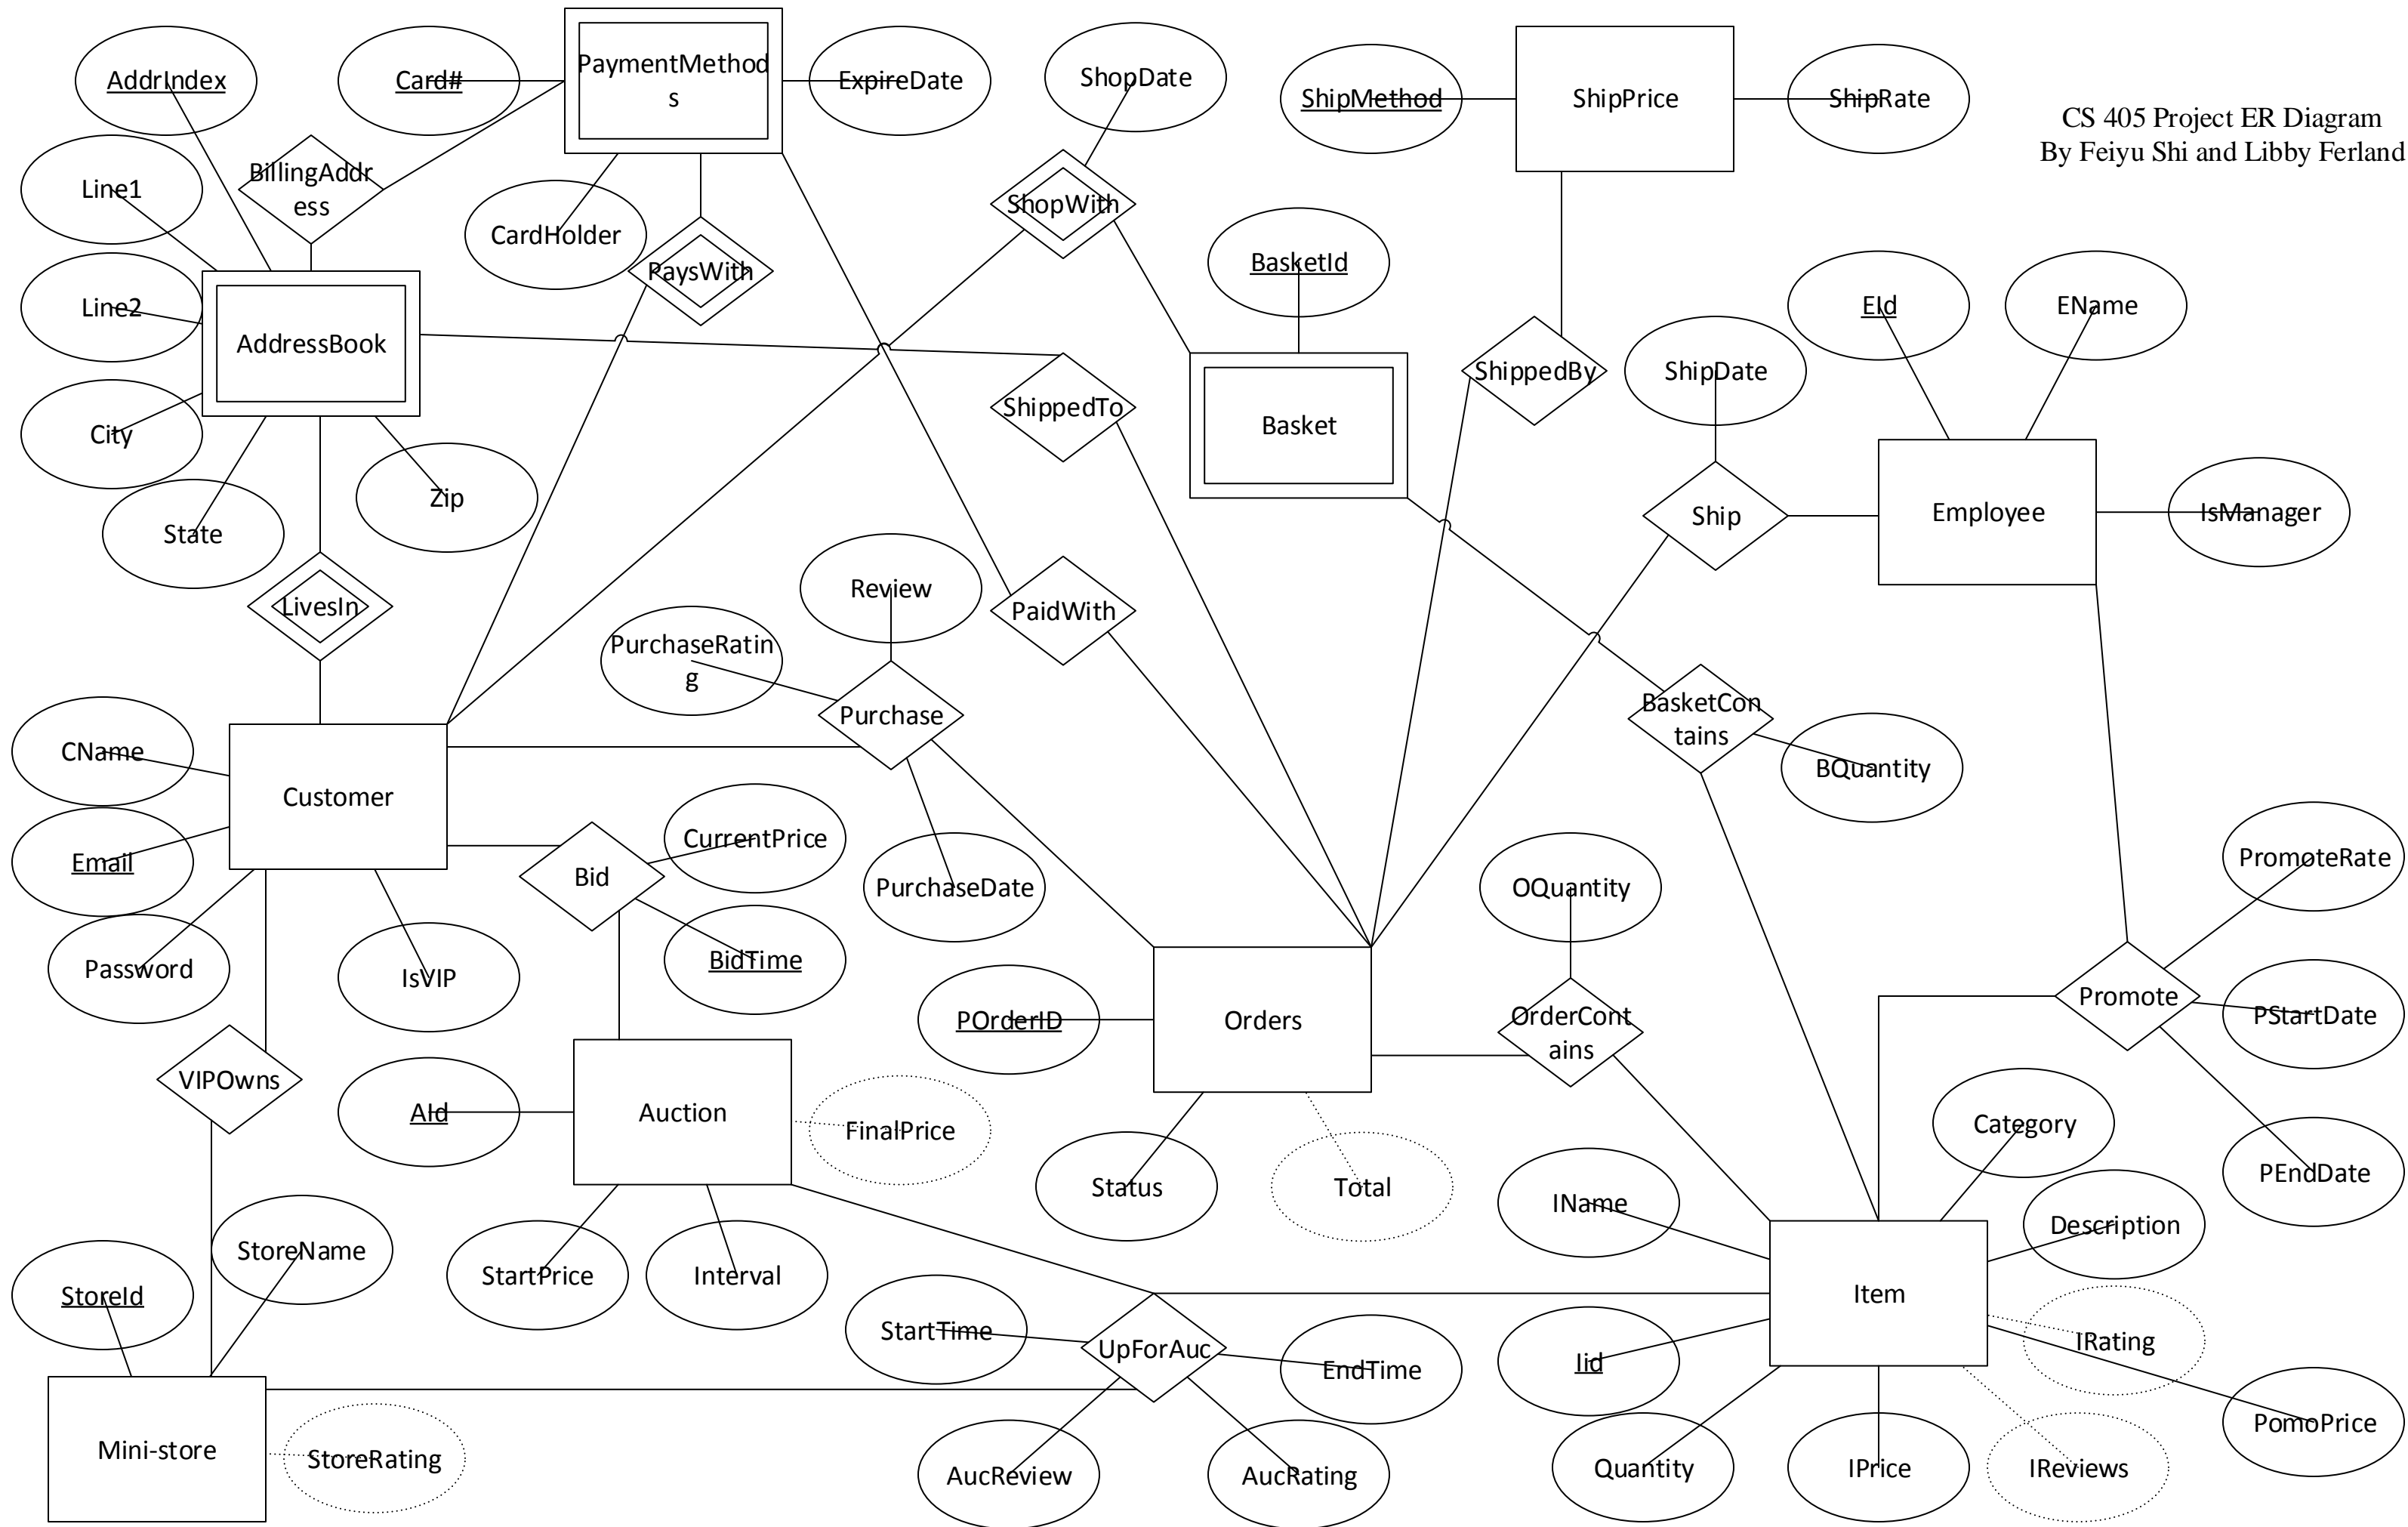 PaymentMethod
s
AddrIndex
Card#
ExpireDate
ShopDate
ShipMethod
ShipPrice
ShipRate
CS 405 Project ER Diagram
By Feiyu Shi and Libby Ferland
Line1
BillingAddr
ess
CardHolder
ShopWith
PaysWith
BasketId
Line2
AddressBook
EId
EName
ShippedTo
Basket
ShippedBy
ShipDate
City
State
Zip
Ship
Employee
IsManager
LivesIn
Review
PurchaseRatin
g
PaidWith
Purchase
BasketCon
tains
BQuantity
CName
Customer
Email
Bid
CurrentPrice
PurchaseDate
OQuantity
PromoteRate
Password
IsVIP
BidTime
POrderID
Orders
OrderCont
ains
Promote
PStartDate
VIPOwns
AId
Auction
FinalPrice
Status
Total
Category
PEndDate
IName
Description
StoreName
StoreId
StartPrice
Interval
StartTime
UpForAuc
EndTime
Item
Iid
IRating
PomoPrice
Mini-store
StoreRating
AucReview
AucRating
Quantity
IPrice
IReviews